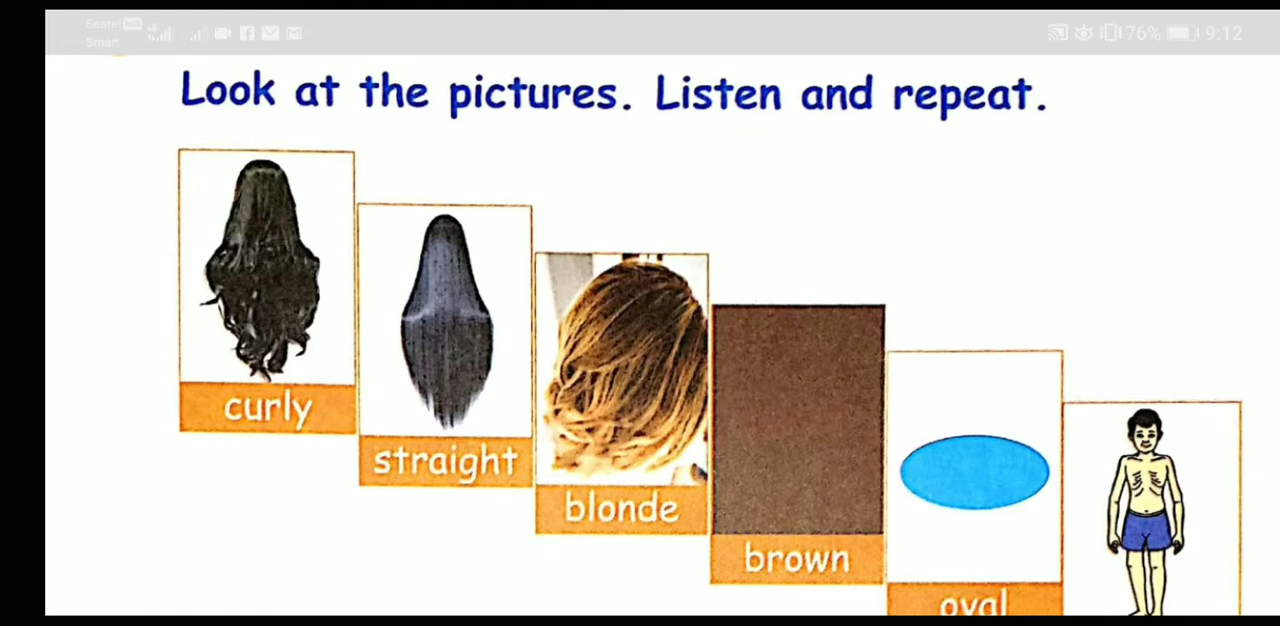 Seatel
Smart
76%
9:12
Look at the pictures. Listen and repeat.
curly
straight
blonde
brown
oval